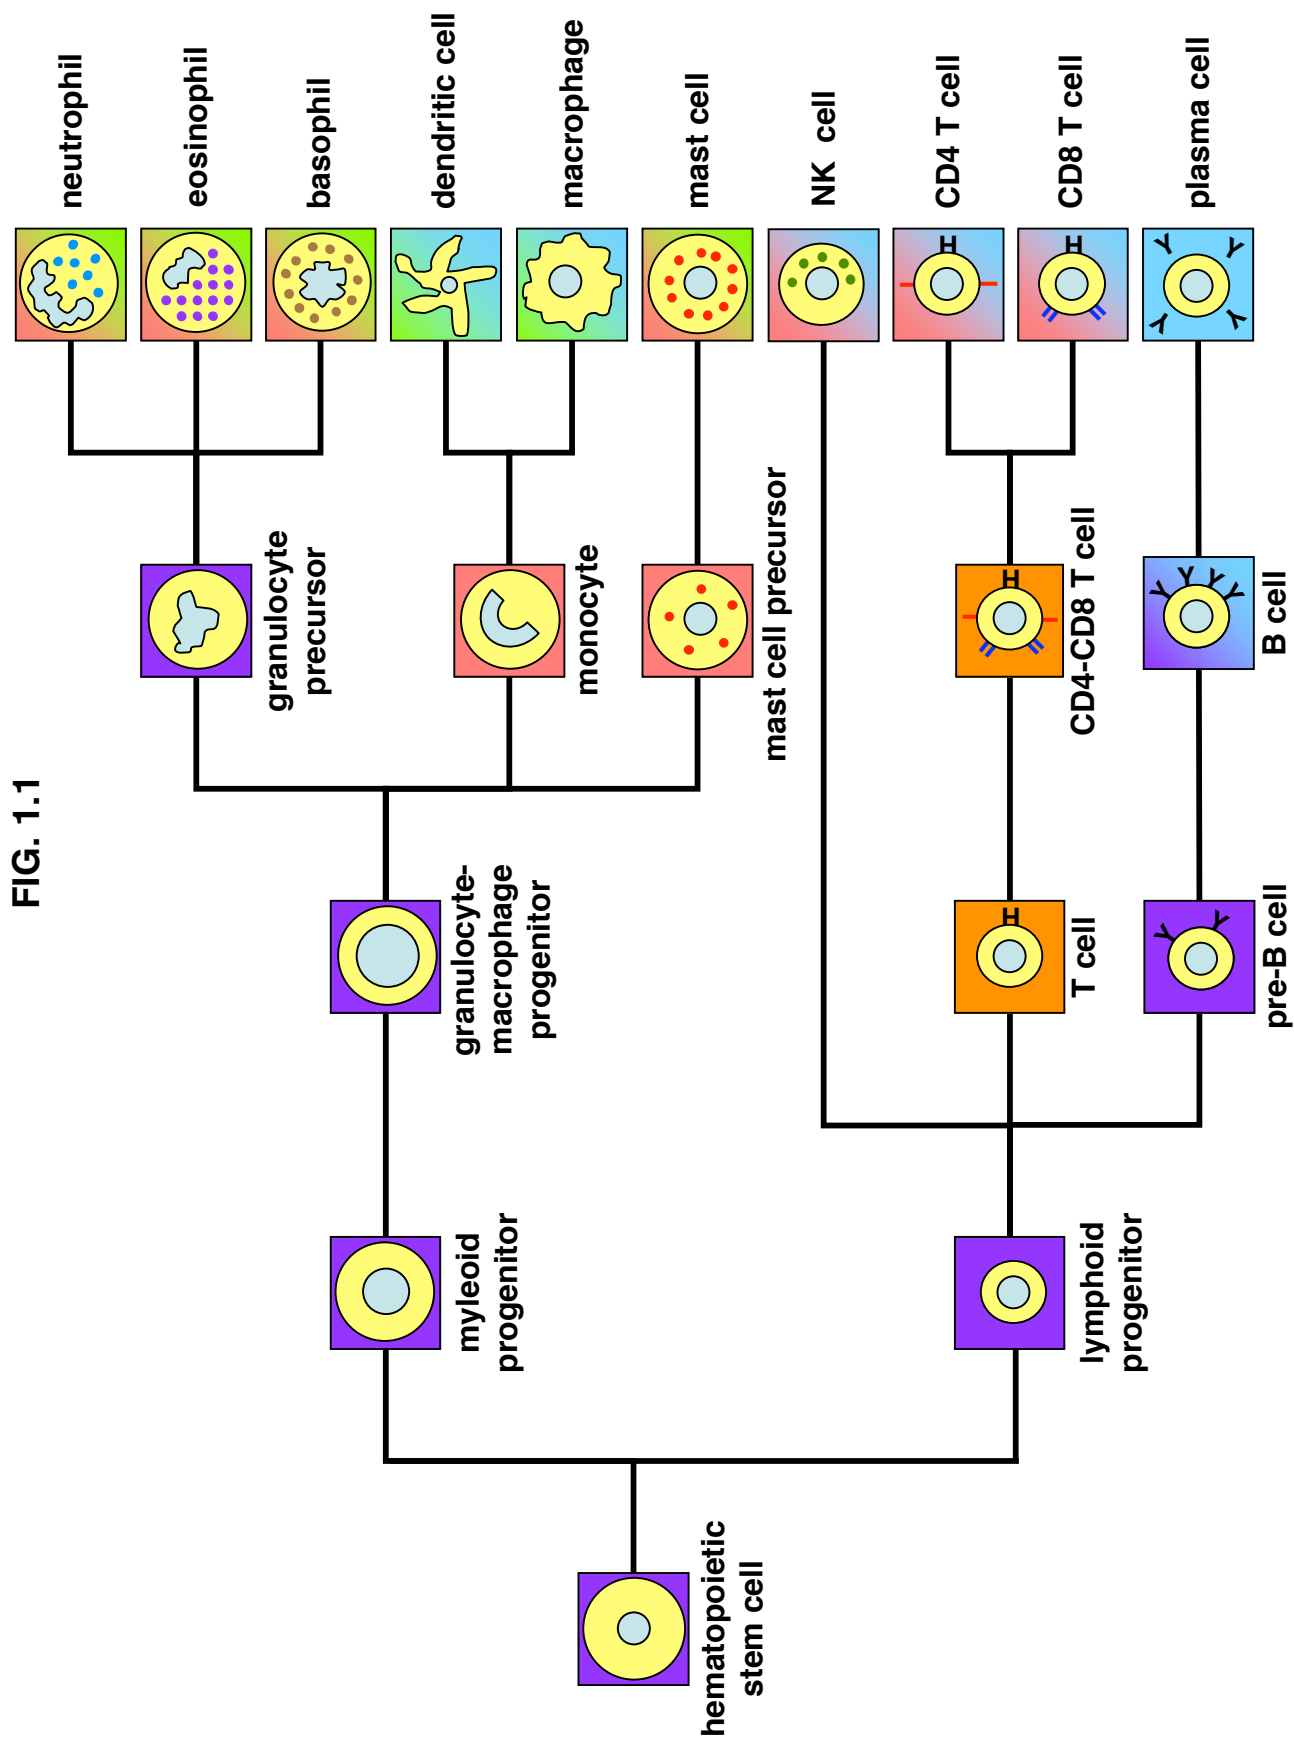 FIG. 1.1
neutrophil
eosinophil
basophil
dendritic cell
macrophage
mast cell
NK cell
CD4 T cell
CD8 T cell
plasma cell
granulocyte
precursor
monocyte
mast cell precursor
CD4-CD8 T cell
B cell
granulocyte-
macrophage
progenitor
T cell
pre-B cell
myleoid
progenitor
lymphoid
progenitor
hematopoietic
stem cell
H
H
H
H